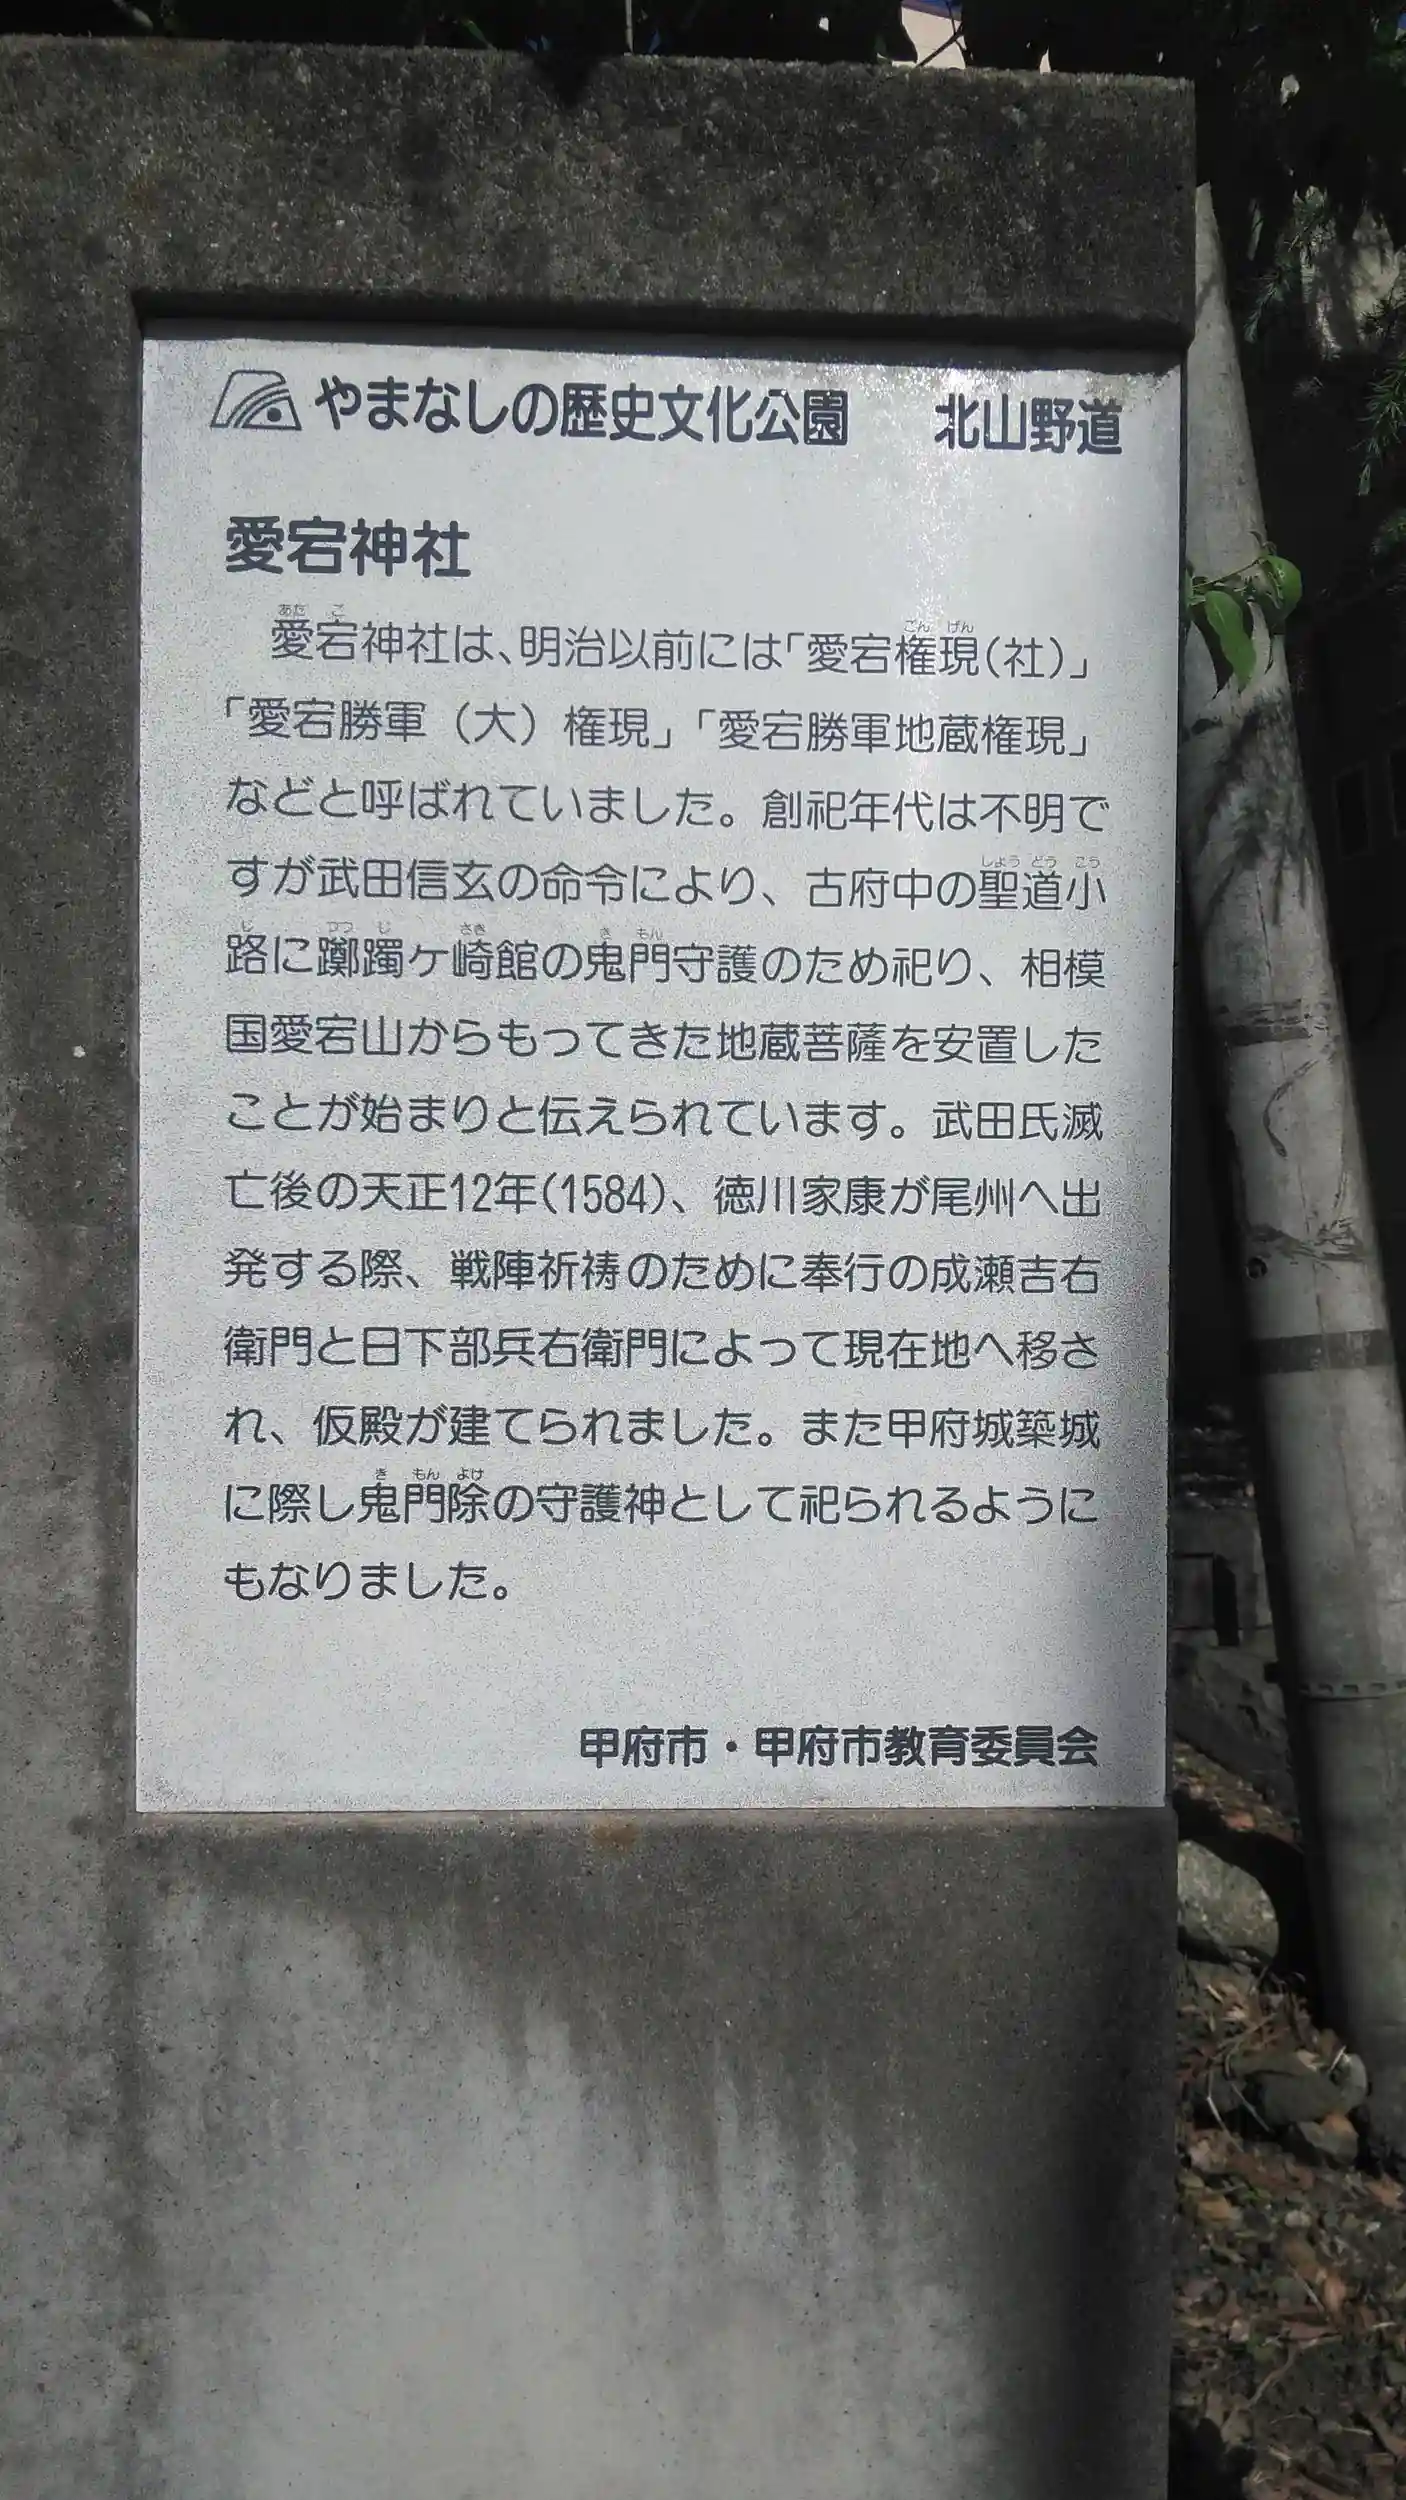 やまなしの歴史文化公園　北山野道
愛宕神社
愛宕神社は、明治以前には「愛宕権現(社)」
「愛宕勝軍（大）権現」「愛宕勝軍地蔵権現」
などと呼ばれていました。創祀年代は不明で
すが武田信玄の命令により、古府中の聖道小
路に躑躅ケ崎館の鬼門守護のため祀り、相模
国愛宕山からもってきた地蔵菩薩を安置した
ことが始まりと伝えられています。武田氏滅
亡後の天正12年(1584)、徳川家康が尾州へ出
発する際、戦陣祈祷のために奉行の成瀬吉右
衛門と日下部兵右衛門によって現在地へ移さ
れ、仮殿が建てられました。また甲府城築城
に際し鬼門除の守護神として祀られるように
もなりました。
甲府市・甲府市教育委員会